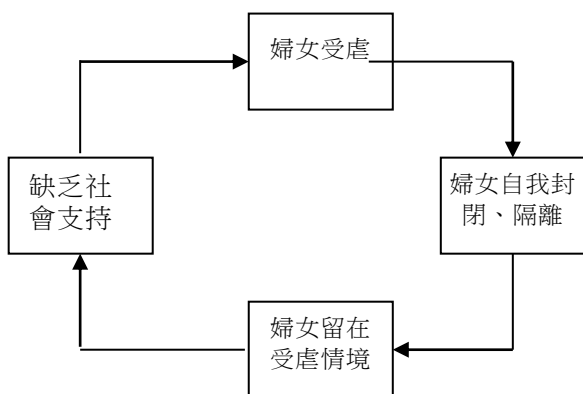 婦女受虐
缺乏社
會支持
婦女自我封
閉、隔離
婦女留在
受虐情境